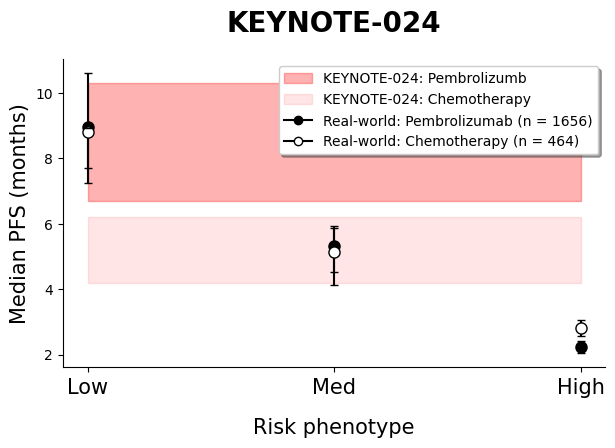 KEYNOTE-024
KEYNOTE-024: Pembrolizumb
KEYNOTE-024: Chemotherapy
Real-world: Pembrolizumab (n = 1656)
Real-world: Chemotherapy (n = 464)
Median PFS (months)
10
8
6
4
2
Low Med High
Risk phenotype